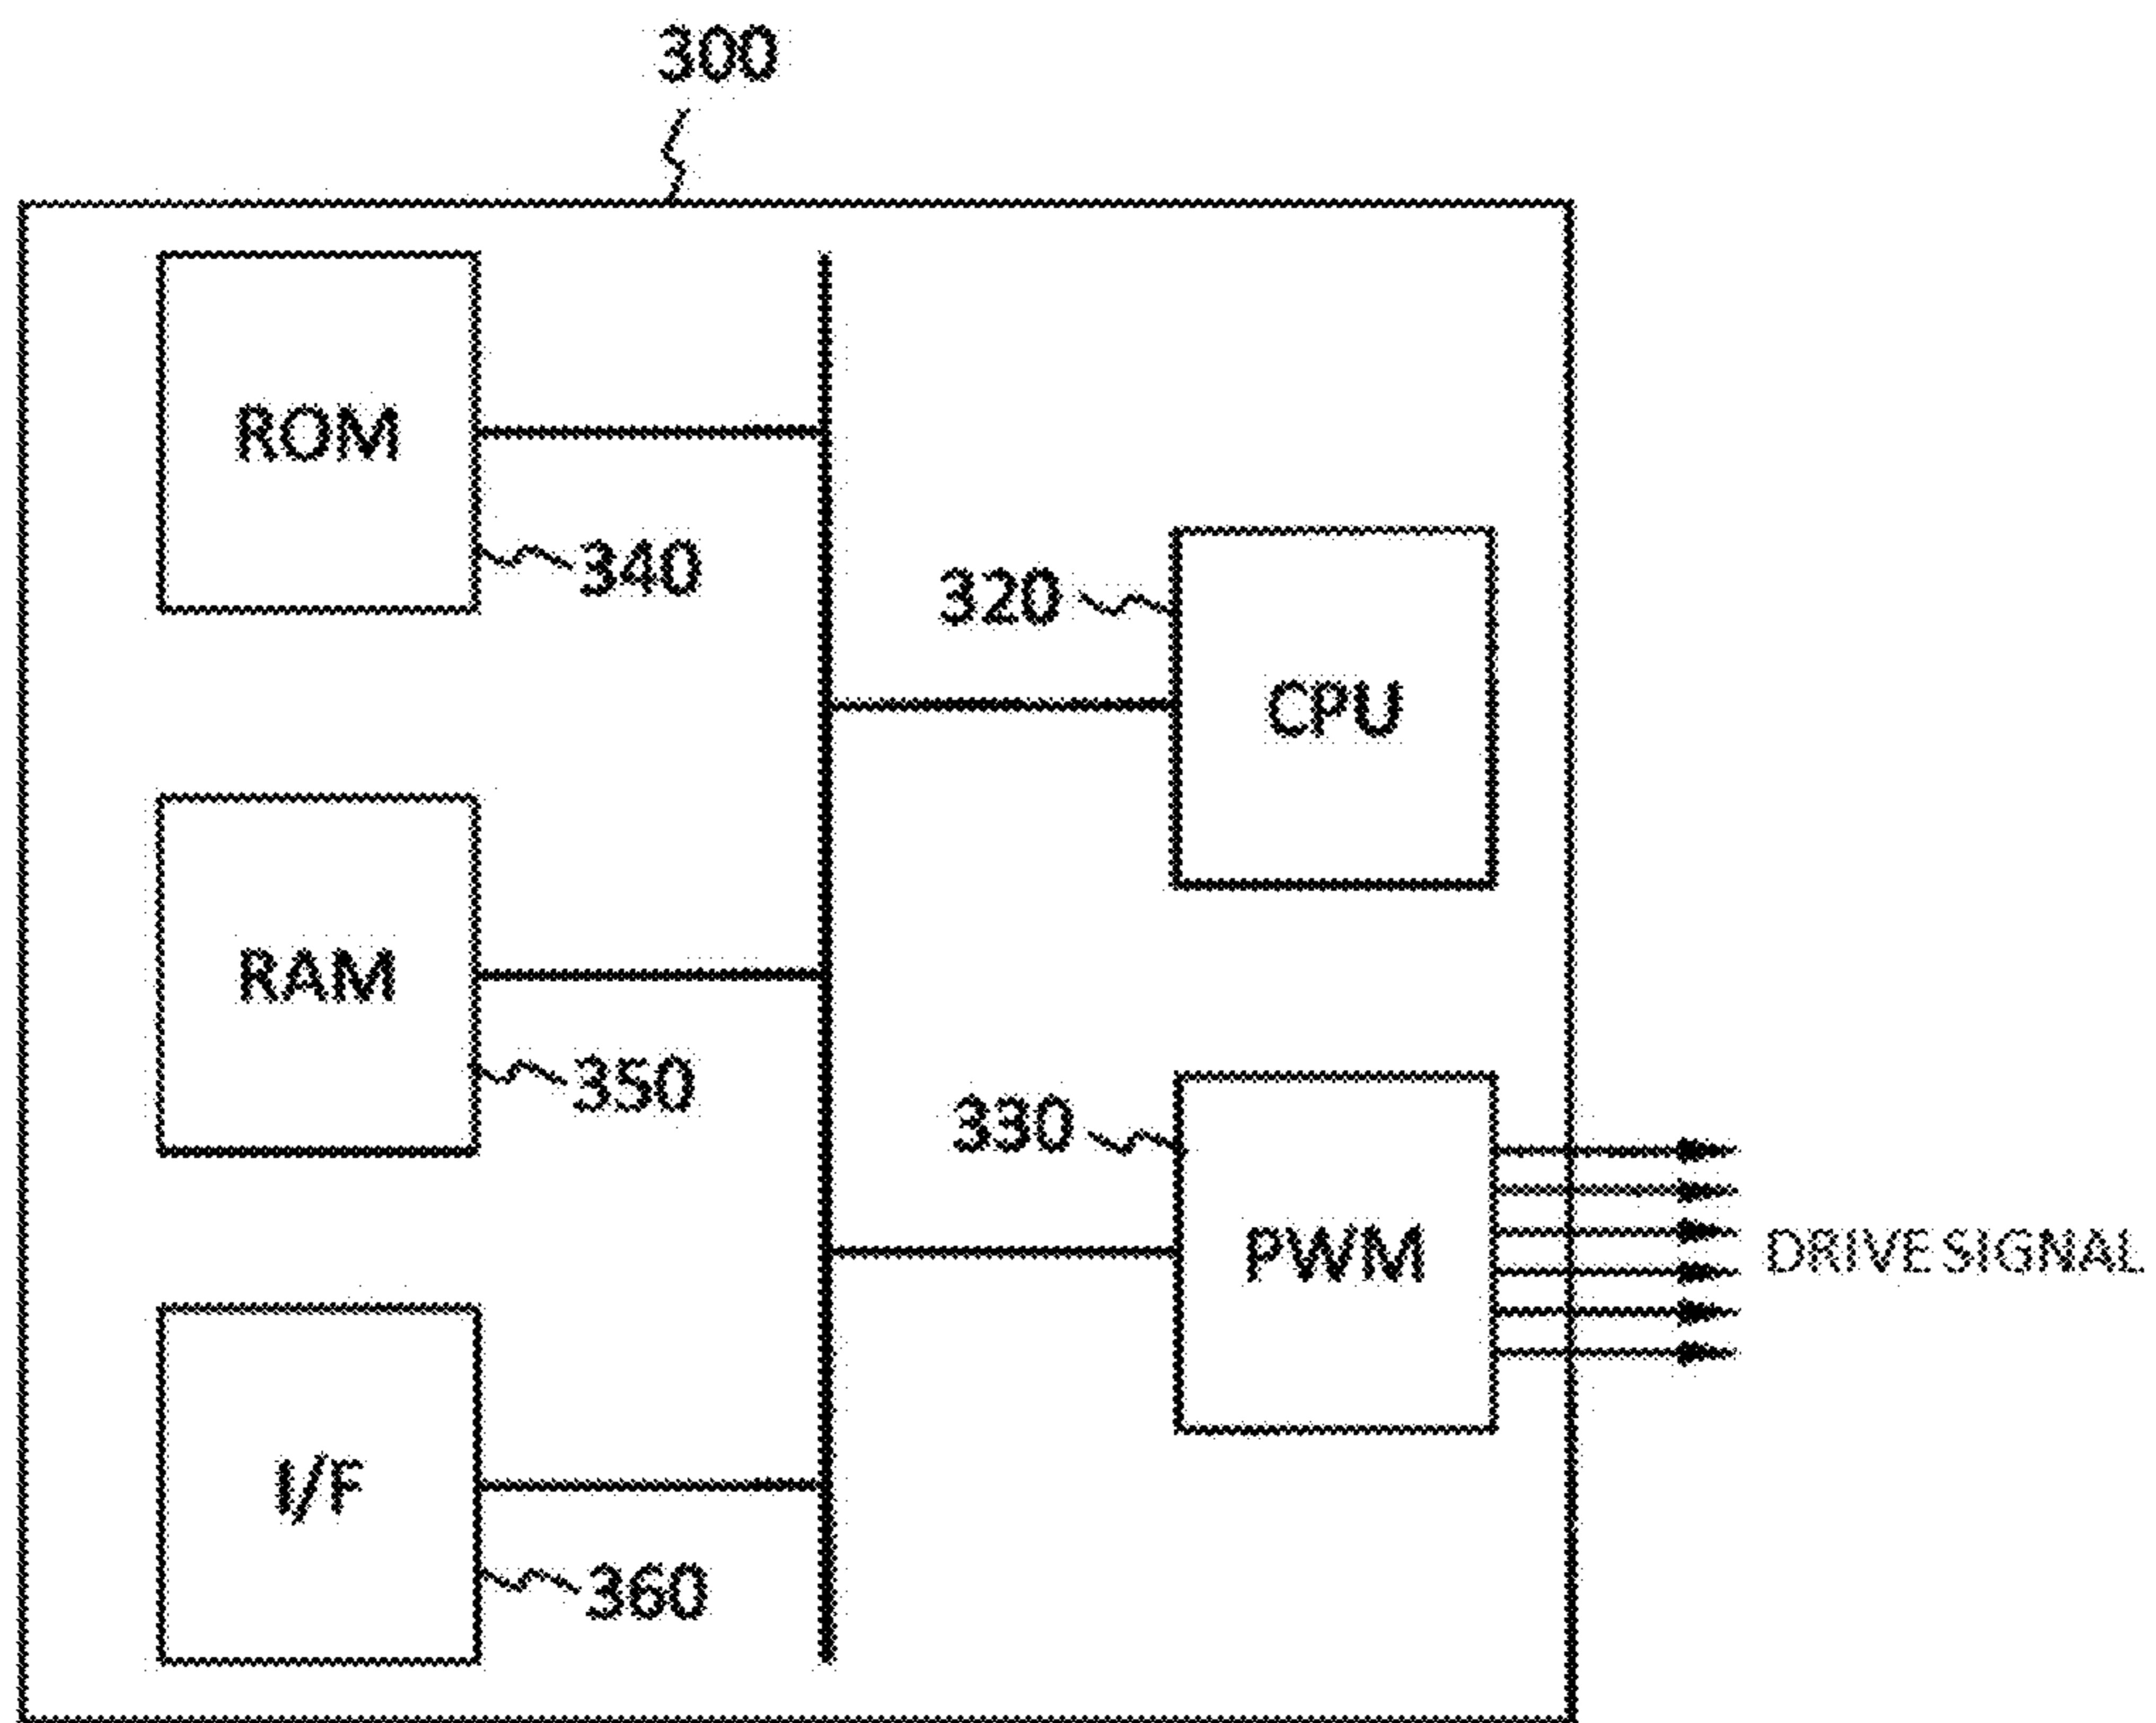 300
ROM
340
320
CPU
RAM
350
330
PWM
DRIVE SIGNAL
I/F
360